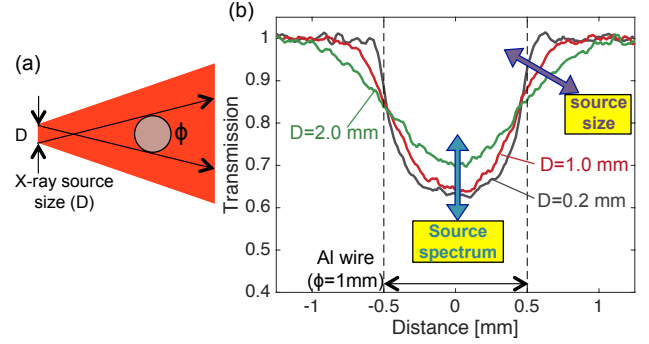 (a)
D
ϕ
X-ray source
size (D)
(b)
Transmission
1
0.9
0.8
0.7
0.6
0.5
0.4
D=2.0 mm
source
size
D=1.0 mm
D=0.2 mm
Source
spectrum
Al wire
(ϕ=1mm)
-1
-0.5
0
0.5
1
Distance [mm]